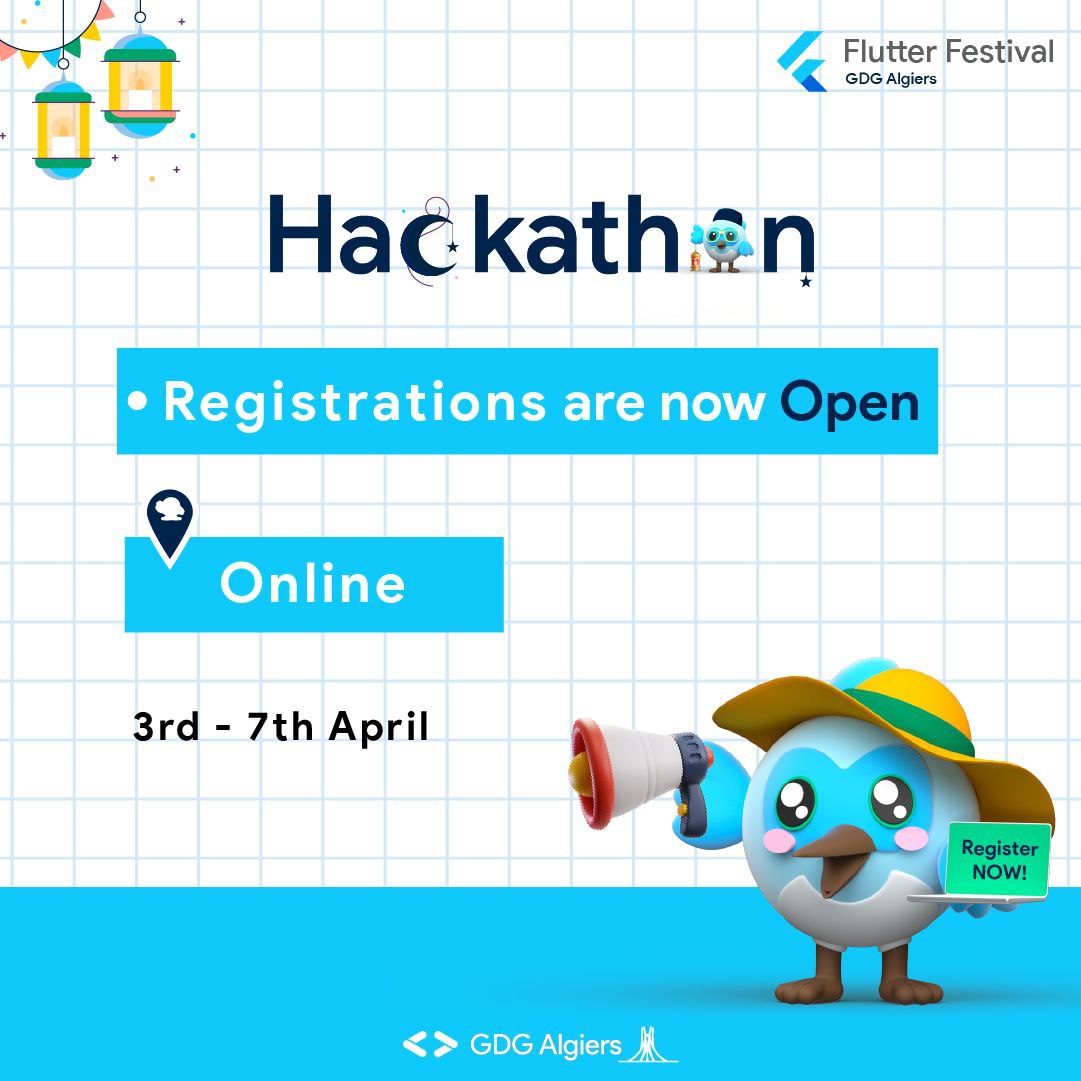 Flutter Festival
GDG Algiers
Hackathon
• Registrations are now Open
Online
3rd - 7th April
Register
NOW!
<> GDG Algiers